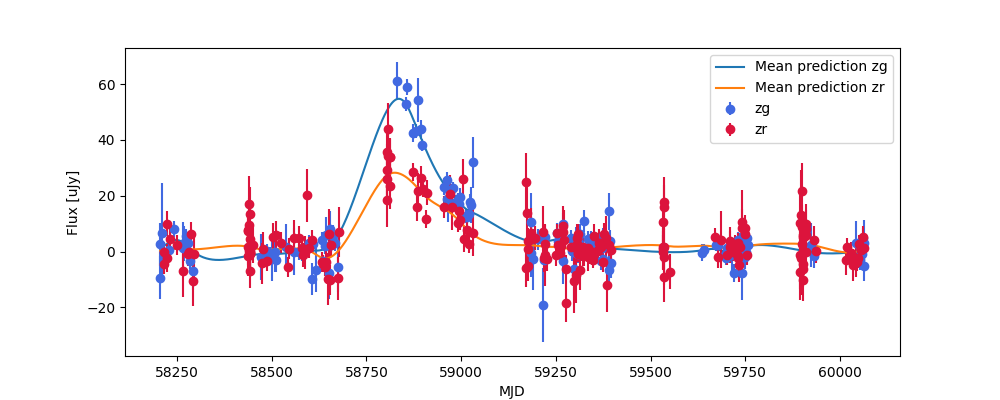 Mean prediction zg
Mean prediction zr
zg
zr
Flux [uJy]
60
40
20
0
−20
58250 58500 58750 59000 59250 59500 59750 60000
MJD